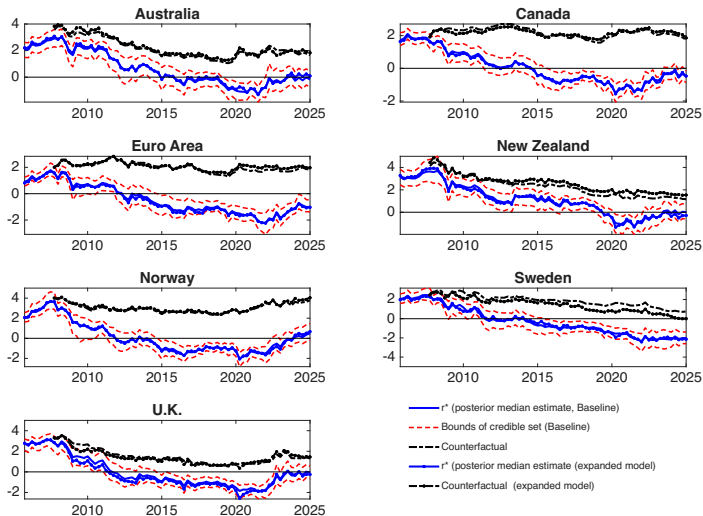 Australia
4
2
0
2010 2015 2020 2025
Canada
2
0
-2
2010 2015 2020 2025
Euro Area
2
0
-2
2010 2015 2020 2025
New Zealand
4
2
0
2010 2015 2020 2025
Norway
4
2
0
-2
2010 2015 2020 2025
Sweden
2
0
-2
-4
2010 2015 2020 2025
U.K.
2
0
-2
2010 2015 2020 2025
r* (posterior median estimate, Baseline)
Bounds of credible set (Baseline)
Counterfactual
r* (posterior median estimate (expanded model)
Counterfactual (expanded model)